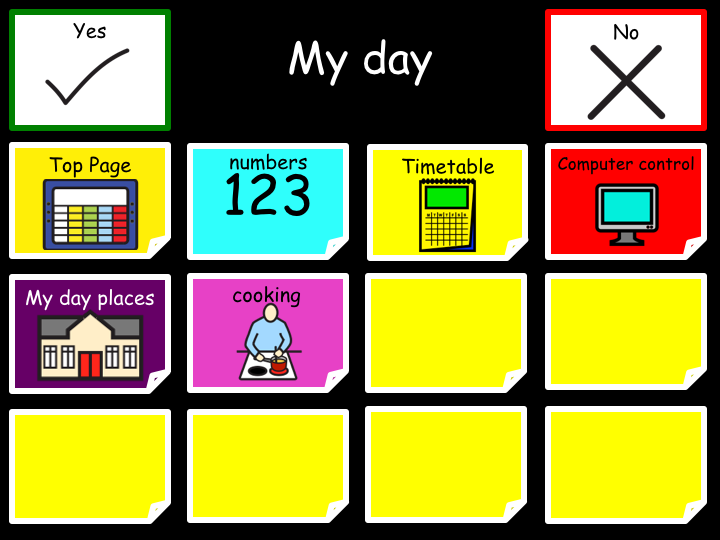 Yes
My day
No
Top Page
numbers
123
Timetable
Computer control
My day places
cooking